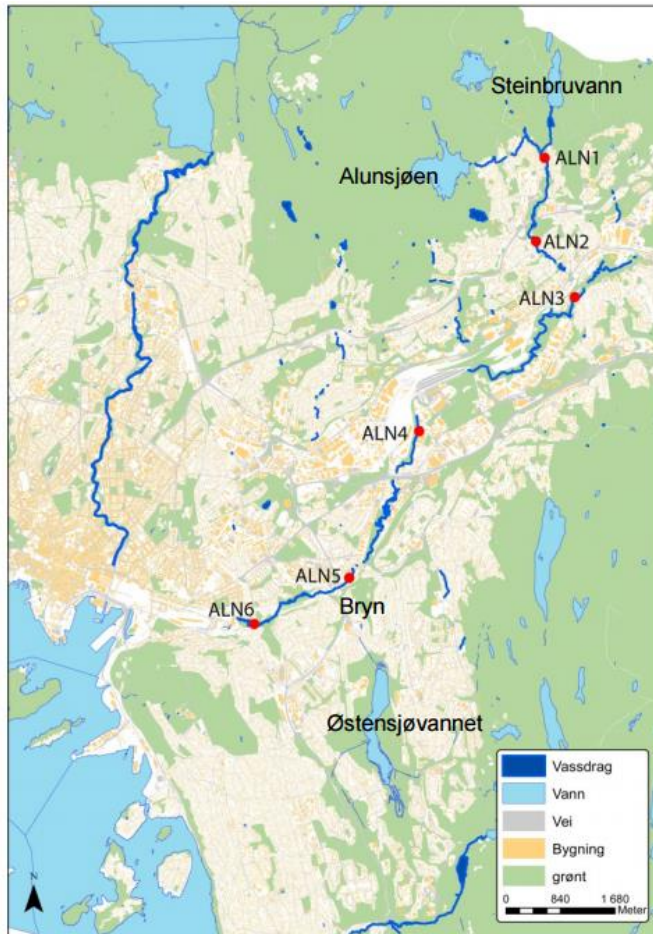 Steinbruvann
ALN1
Alunsjøen
ALN2
ALN3
ALN4
ALN5
Bryn
ALN6
Østensjøvannet
Vassdrag
Vann
Vei
Bygning
grønt
0 840 1 680
Meter
N